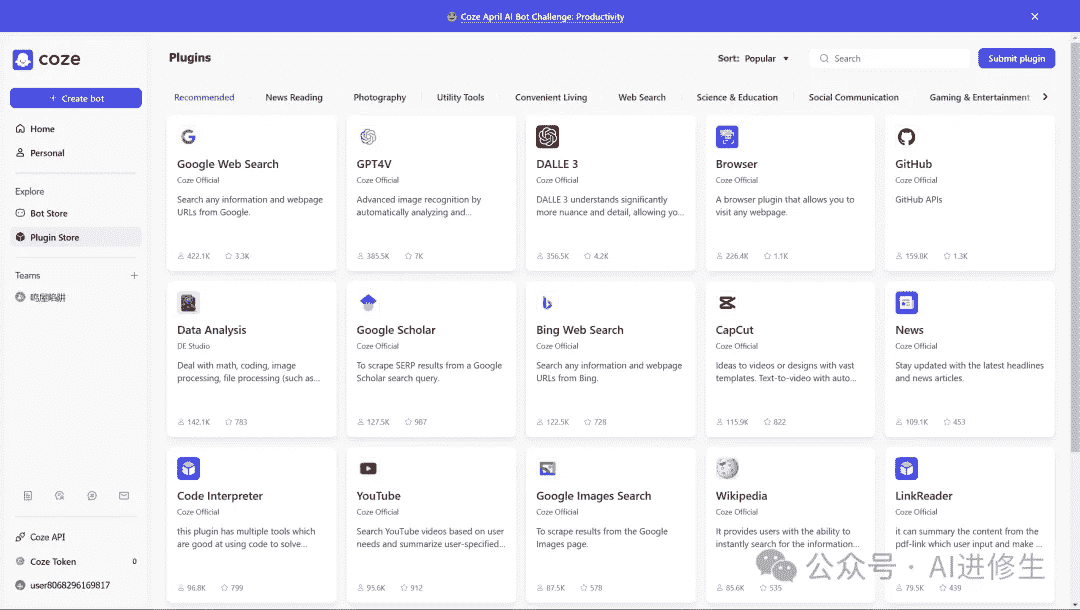 Coze April AI Bot Challenge: Productivity
coze
+ Create bot
Home
Personal
Explore
Bot Store
Plugin Store
Teams
Coze API
Coze Token 0
user8068296169817
Plugins
Sort: Popular
Search
Submit plugin
Recommended
News Reading
Photography
Utility Tools
Convenient Living
Web Search
Science & Education
Social Communication
Gaming & Entertainment
Google Web Search
Coze Official
Search any information and webpage
URLs from Google.
422.1K 3.3K
GPT4V
Coze Official
Advanced image recognition by
automatically analyzing and...
385.5K 7K
DALLE 3
Coze Official
DALLE 3 understands significantly
more nuance and detail, allowing yo...
356.5K 4.2K
Browser
Coze Official
A browser plugin that allows you to
visit any webpage.
226.4K 1.1K
GitHub
Coze Official
GitHub APIs
159.0K 1.3K
Data Analysis
DE Studio
Deal with math, coding, image
processing, file processing (such as...
142.1K 783
Google Scholar
Coze Official
To scrape SERP results from a Google
Scholar search query.
127.5K 987
Bing Web Search
Coze Official
Search any information and webpage
URLs from Bing.
122.5K 728
CapCut
Coze Official
Ideas to videos or designs with vast
templates. Text-to-video with auto...
115.9K 822
News
Coze Official
Stay updated with the latest headlines
and news articles.
109.1K 453
Code Interpreter
Coze Official
this plugin has multiple tools which
are good at using code to solve...
96.8K 799
YouTube
Coze Official
Search YouTube videos based on user
needs and summarize user-specified...
95.6K 912
Google Images Search
Coze Official
To scrape results from the Google
Images page.
87.5K 578
Wikipedia
Coze Official
It provides users with the ability to
instantly search for the information...
85.6K 535
LinkReader
Coze Official
it can summary the content from the
pdf-link which user input and make ...
79.5K 439
公众号 · AI进修生